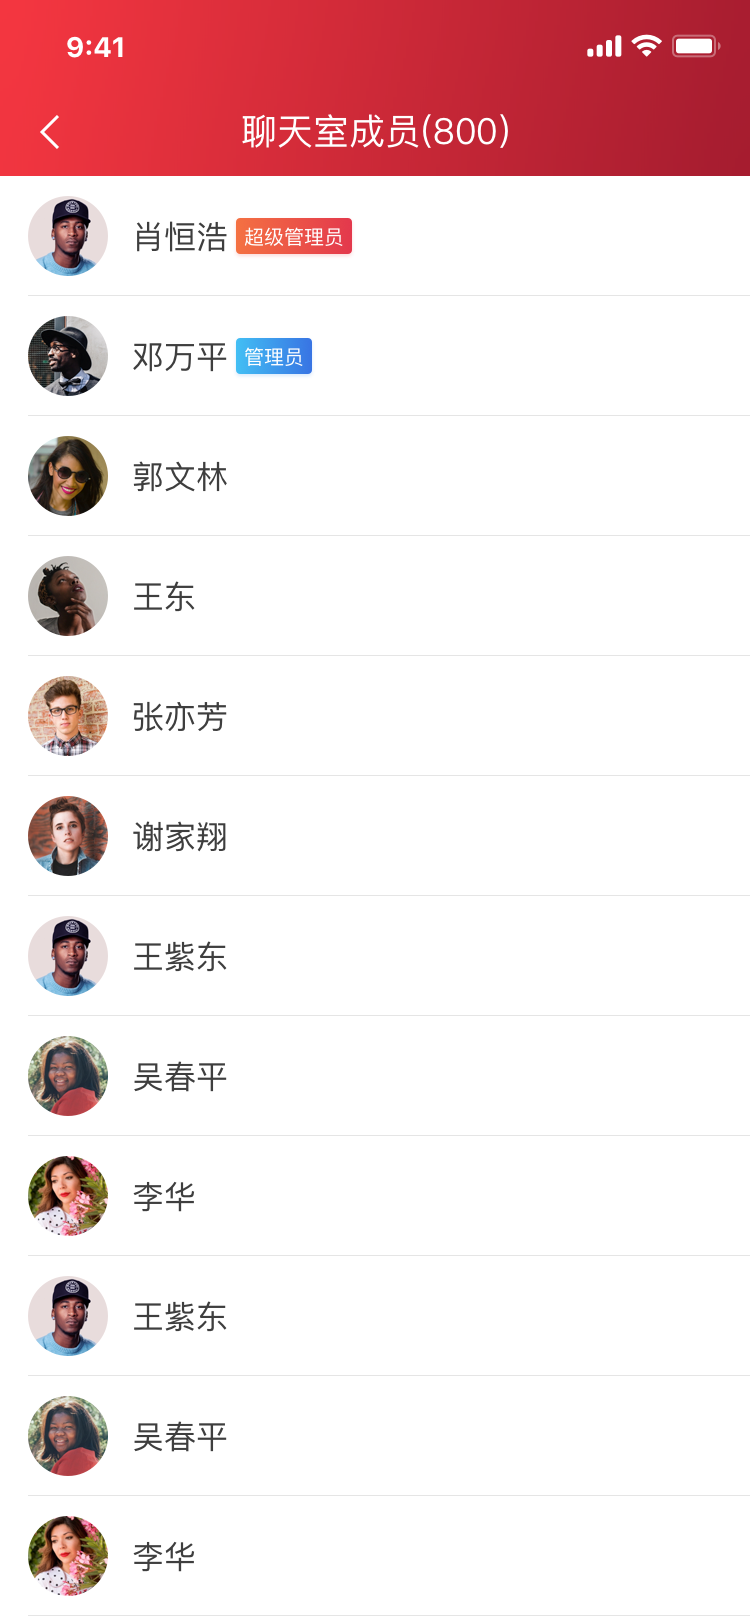 9:41
聊天室成员(800)
肖恒浩 超级管理员
邓万平 管理员
郭文林
王东
张亦芳
谢家翔
王紫东
吴春平
李华
王紫东
吴春平
李华